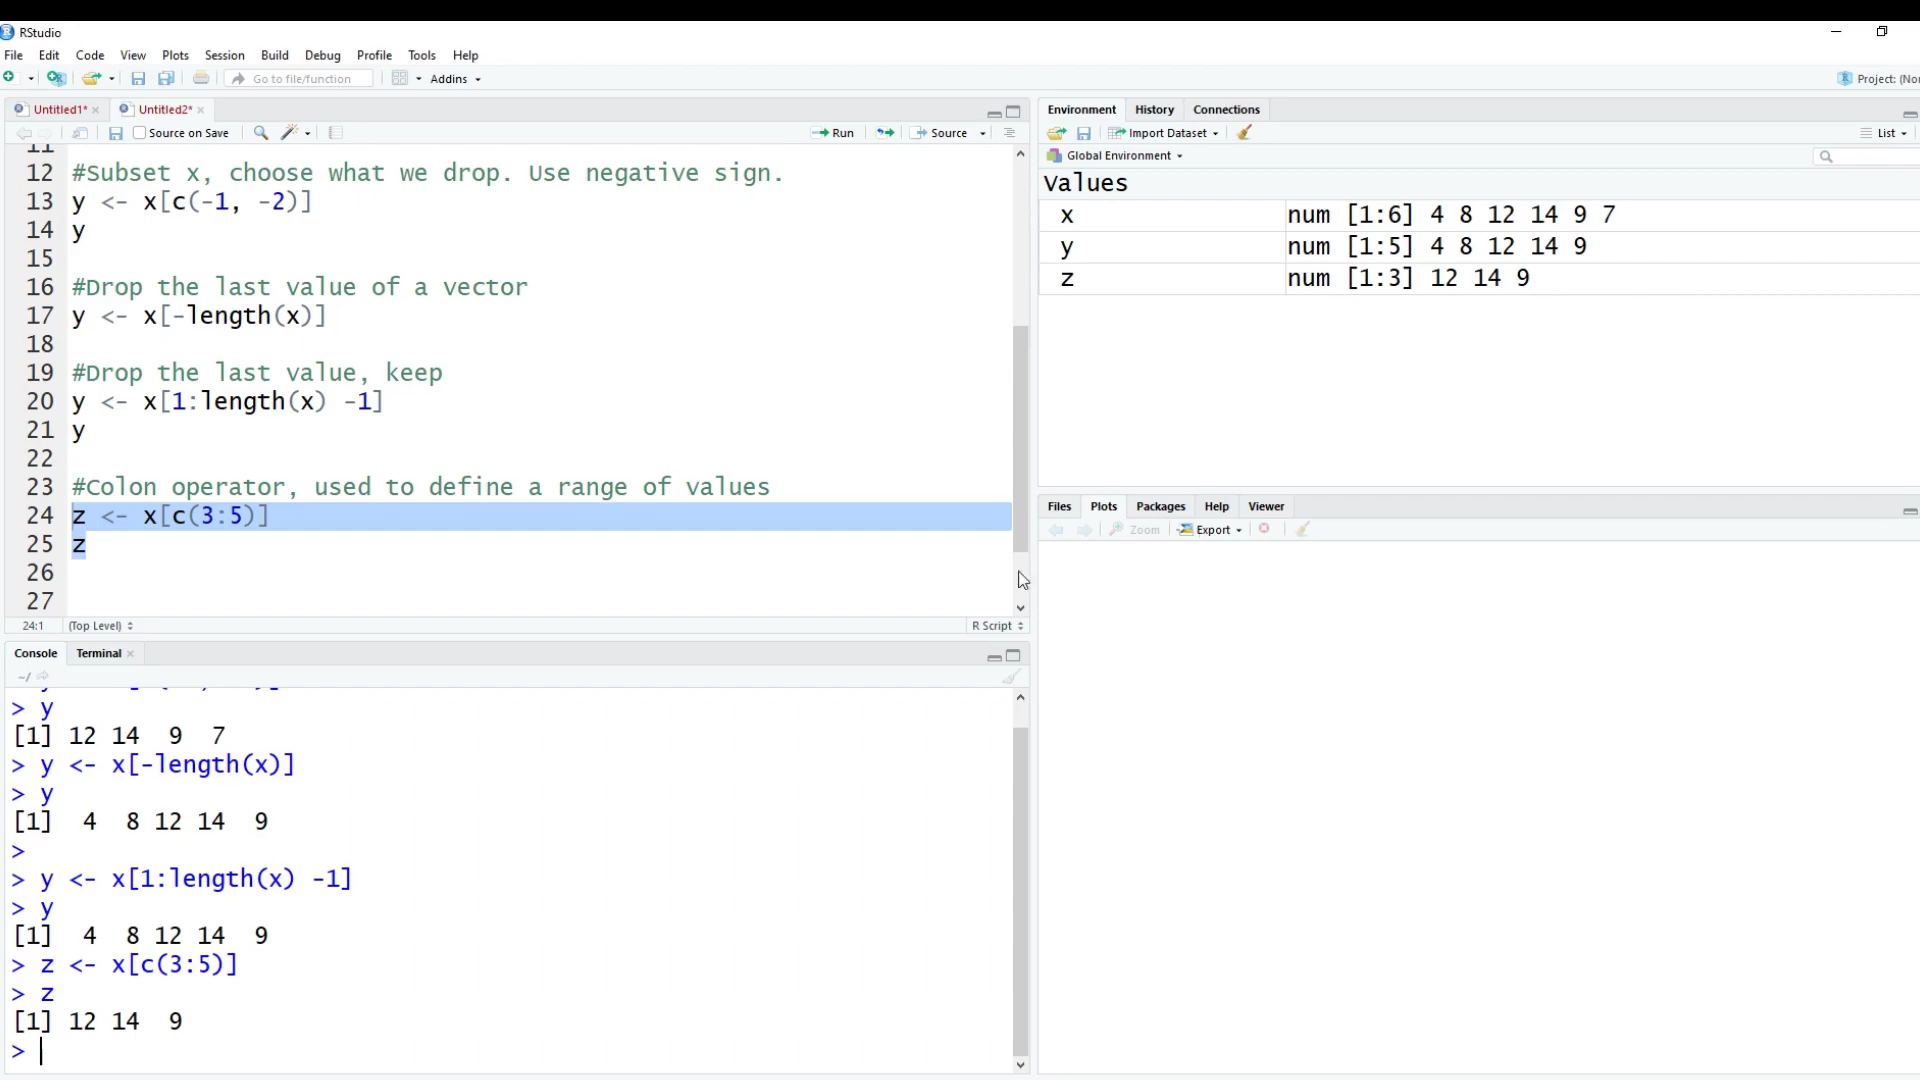 RStudio
File Edit Code View Plots Session Build Debug Profile Tools Help
Go to file/function Addins
Project: (Nor
Untitled1* Untitled2*
Source on Save Run Source
11
12 #Subset x, choose what we drop. Use negative sign.
13 y <- x[c(-1, -2)]
14 y
15
16 #Drop the last value of a vector
17 y <- x[-length(x)]
18
19 #Drop the last value, keep
20 y <- x[1:length(x) -1]
21 y
22
23 #Colon operator, used to define a range of values
24 z <- x[c(3:5)]
25 z
26
27
24:1 (Top Level) R Script
Console Terminal
~/
> y
[1] 12 14 9 7
> y <- x[-length(x)]
> y
[1] 4 8 12 14 9
>
> y <- x[1:length(x) -1]
> y
[1] 4 8 12 14 9
> z <- x[c(3:5)]
> z
[1] 12 14 9
>
Environment History Connections
Import Dataset List
Global Environment
Values
x num [1:6] 4 8 12 14 9 7
y num [1:5] 4 8 12 14 9
z num [1:3] 12 14 9
Files Plots Packages Help Viewer
Zoom Export